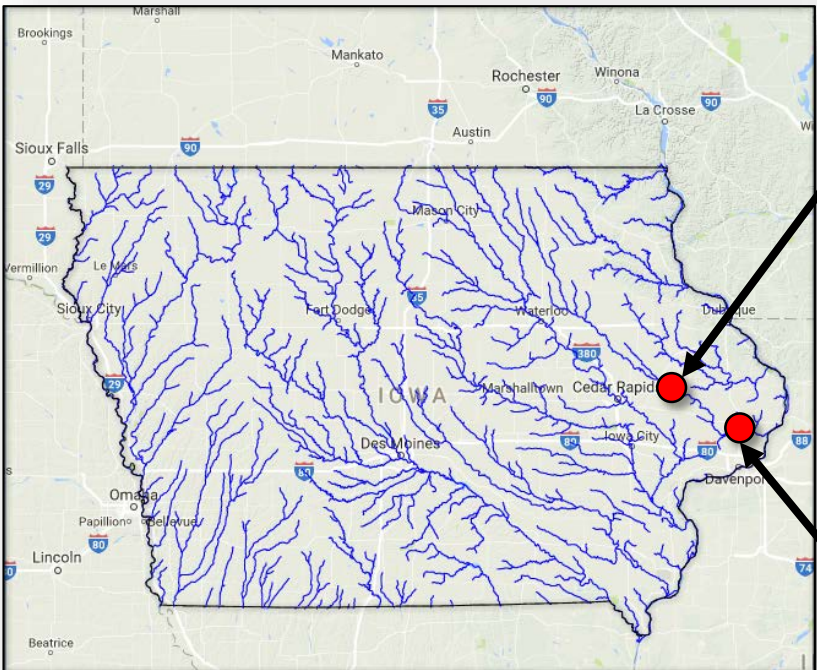 Marshall
Brookings
Mankato
Rochester
Winona
90
90
La Crosse
35
Austin
Sioux Falls
90
29
Mason City
29
Vermillion
Le Mars
35
Sioux City
Fort Dodge
Waterloo
Dubuque
380
29
IOWA
Marshalltown
Cedar Rapid
80
Iowa City
88
Des Moines
80
80
Davenpor
Omaha
Papillion
Bellevue
80
Lincoln
74
Beatrice